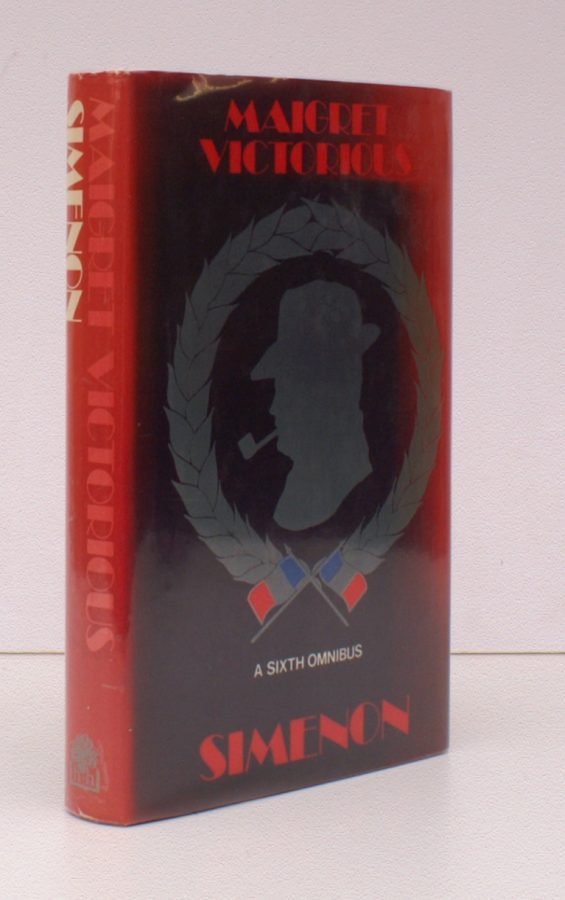 SIMENON
MAIGRET VICTORIOUS
MAIGRET
VICTORIOUS
A SIXTH OMNIBUS
SIMENON